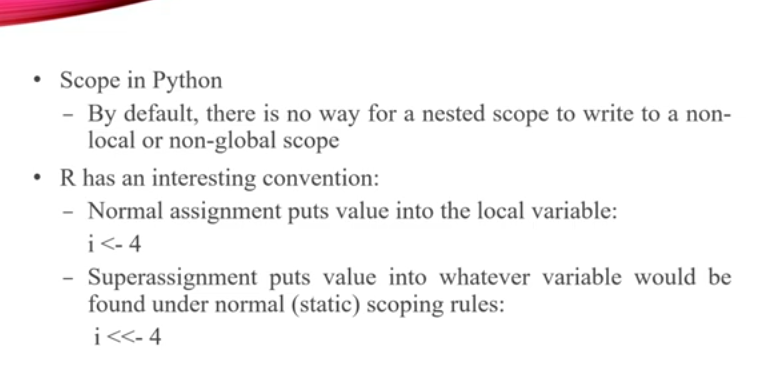 • Scope in Python
– By default, there is no way for a nested scope to write to a non-
local or non-global scope
• R has an interesting convention:
– Normal assignment puts value into the local variable:
i <- 4
– Superassignment puts value into whatever variable would be
found under normal (static) scoping rules:
i <<- 4